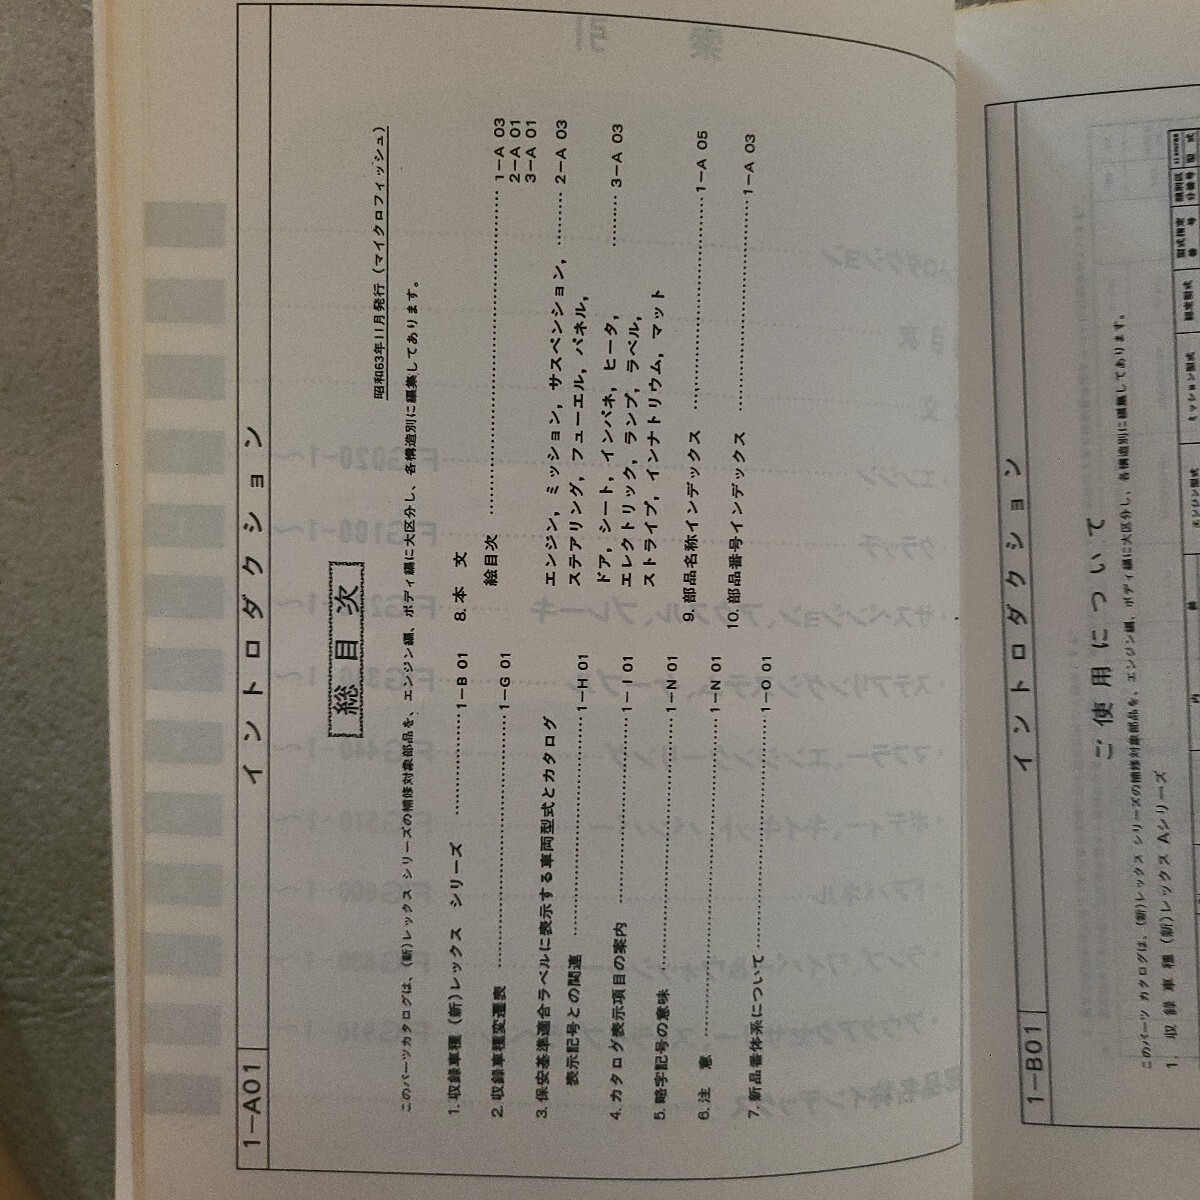 1-A01 イントロダクション
総目次
昭和63年11月発行（マイクロフィッシュ）
このパーツカタログは、(新)レックス シリーズの補修対象部品を、エンジン編、ボディ編に大区分し、各構造別に編集してあります。
1. 収録車種 (新)レックス シリーズ …………1-B 01
2. 収録車種変遷表 …………1-G 01
3. 保安基準適合ラベルに表示する車両型式とカタログ
表示記号との関連 …………1-H 01
4. カタログ表示項目の案内 …………1-I 01
5. 略字記号の意味 …………1-N 01
6. 注 意 …………1-N 01
7. 新品番体系について …………1-O 01
8. 本 文
絵目次 …………1-A 03
2-A 01
3-A 01
エンジン, ミッション, サスペンション, ………2-A 03
ステアリング, フューエル, パネル,
ドア, シート, インパネ, ヒータ, ………3-A 03
エレクトリック, ランプ, ラベル,
ストライプ, インナトリウム, マット
9. 部品名称インデックス …………1-A 05
10. 部品番号インデックス …………1-A 03
1-B01 イントロダクション
ご使用について
このパーツ カタログは、(新)レックス シリーズの補修対象部品を、エンジン編、ボディ編に大区分し、各構造別に編集してあります。
1. 収 録 車 種 (新)レックス Aシリーズ
内 エンジン型式 ミッション型式 認定型式